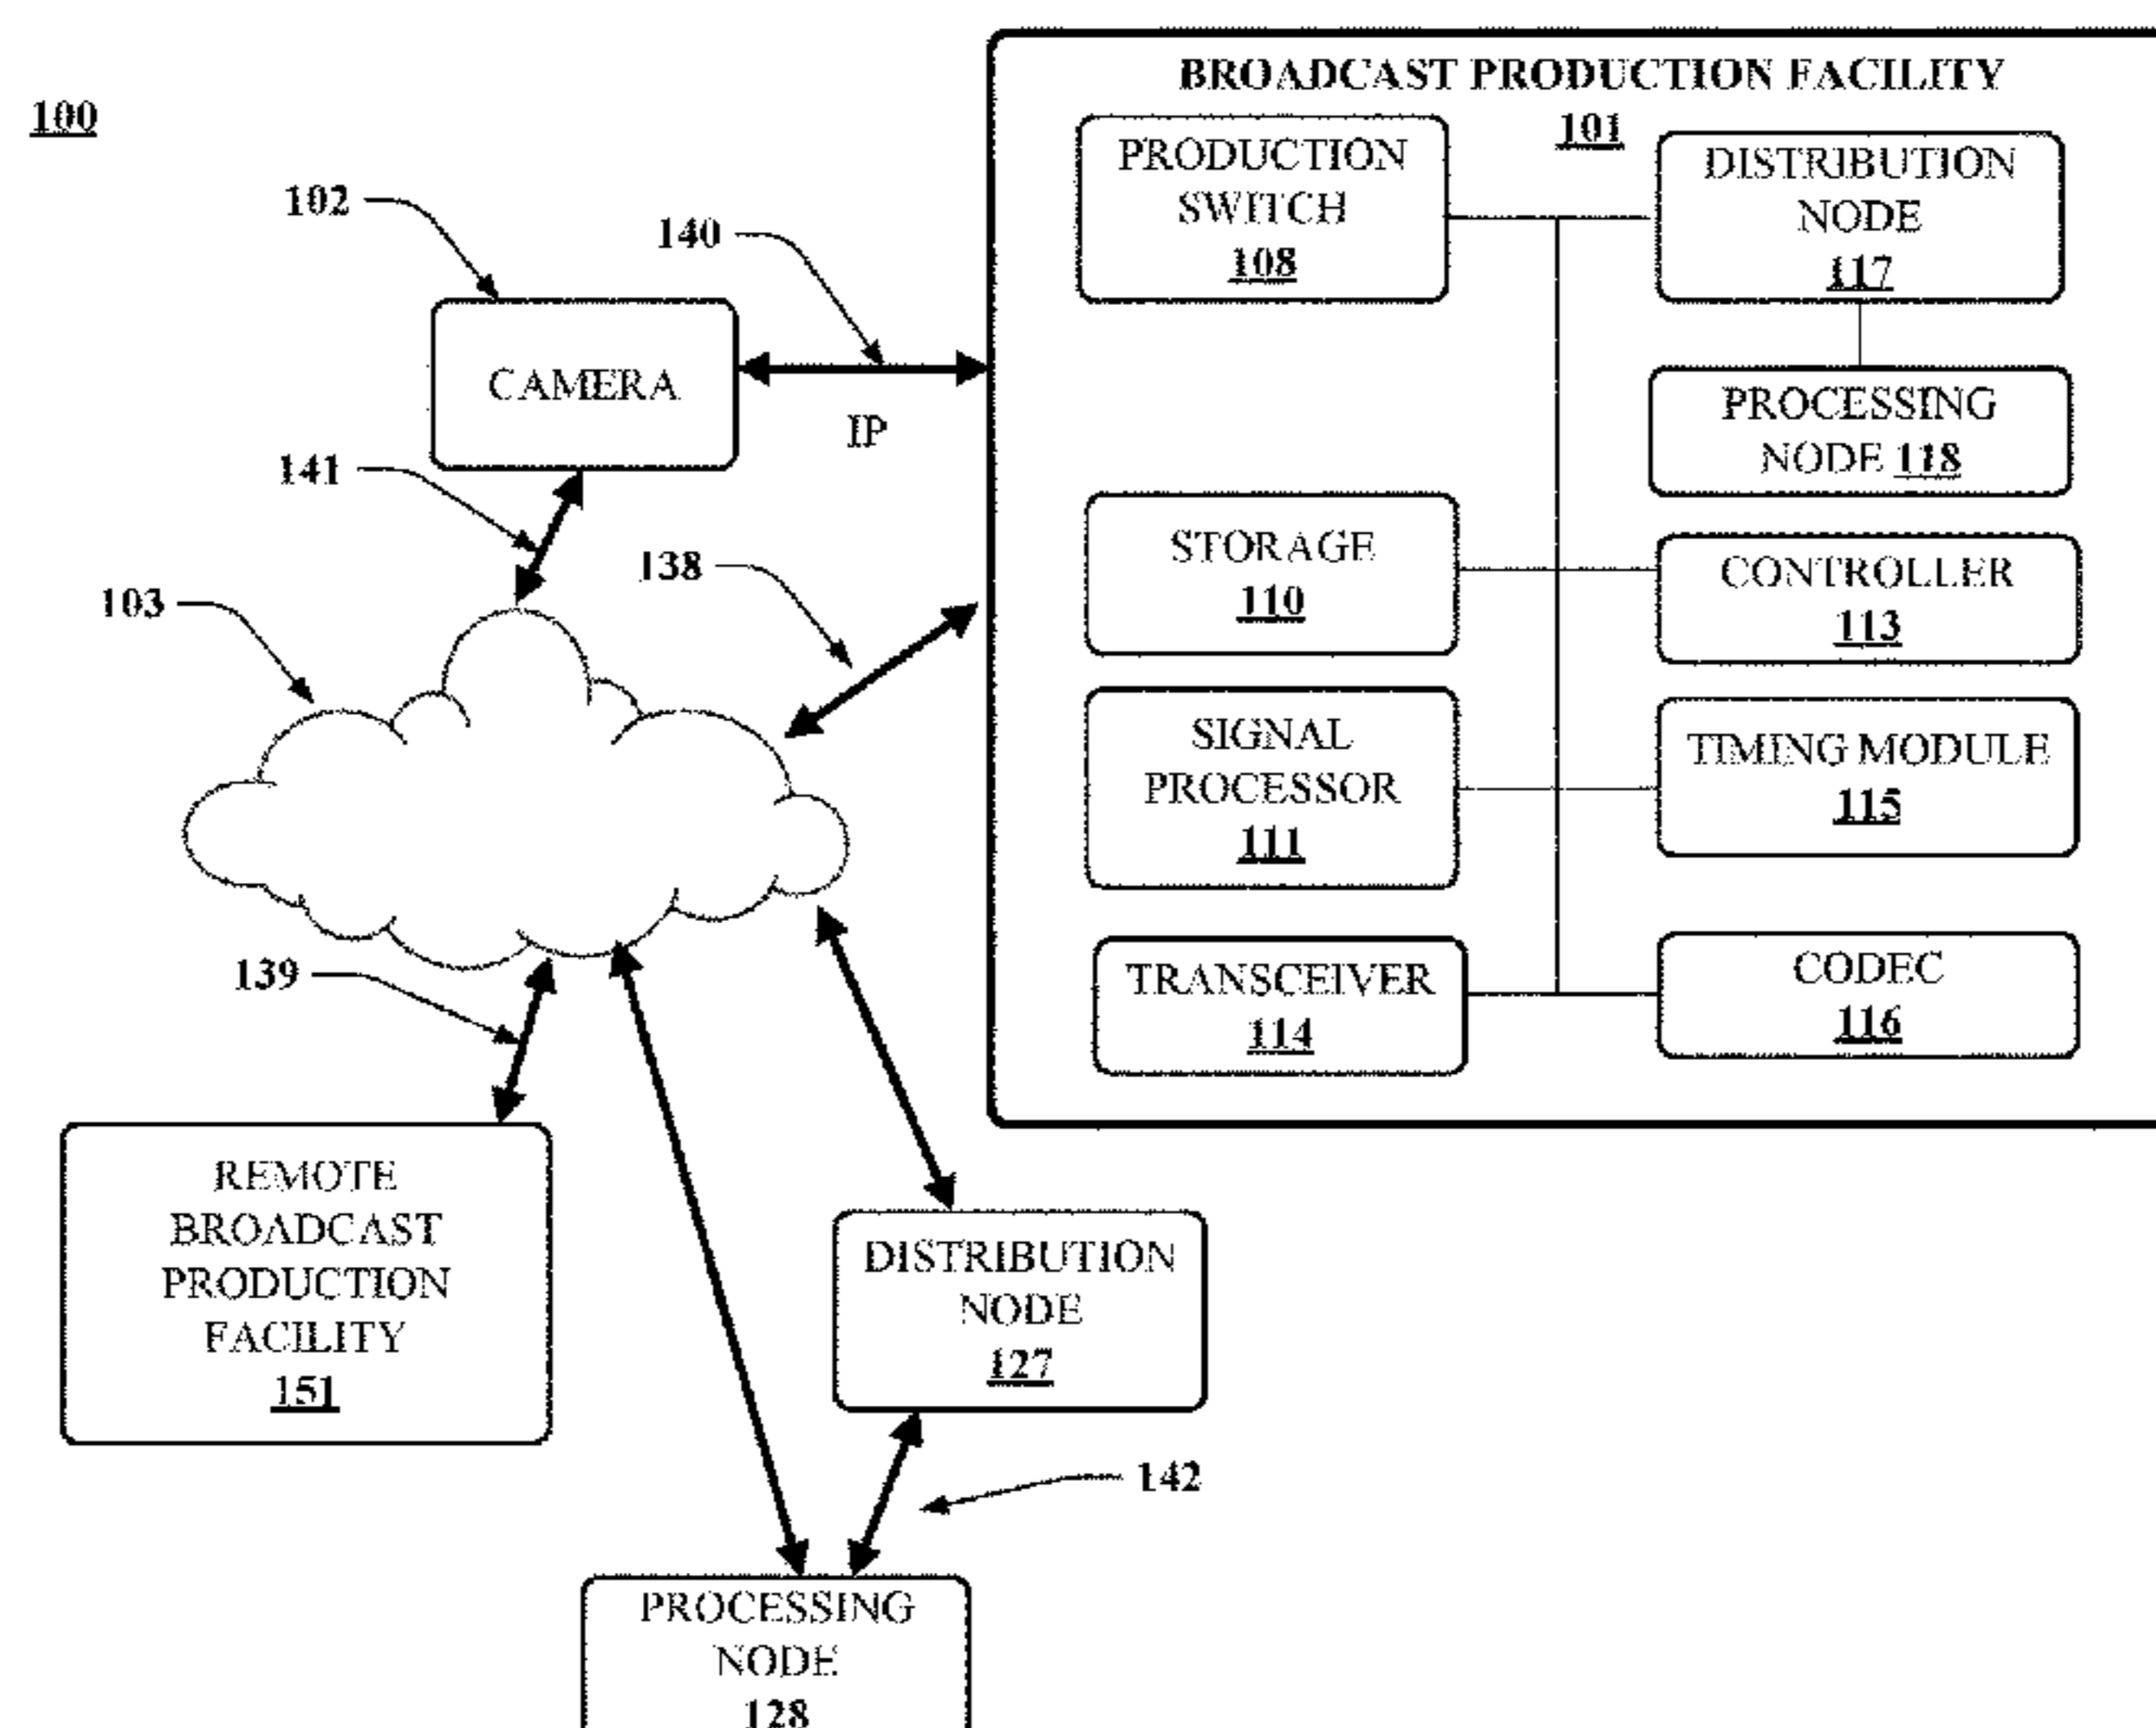 100
BROADCAST PRODUCTION FACILITY
101
102
140
PRODUCTION
SWITCH
108
DISTRIBUTION
NODE
117
CAMERA
IP
PROCESSING
NODE 118
141
138
103
STORAGE
110
CONTROLLER
113
SIGNAL
PROCESSOR
111
TIMING MODULE
115
139
TRANSCEIVER
114
CODEC
116
REMOTE
BROADCAST
PRODUCTION
FACILITY
151
DISTRIBUTION
NODE
127
142
PROCESSING
NODE
128